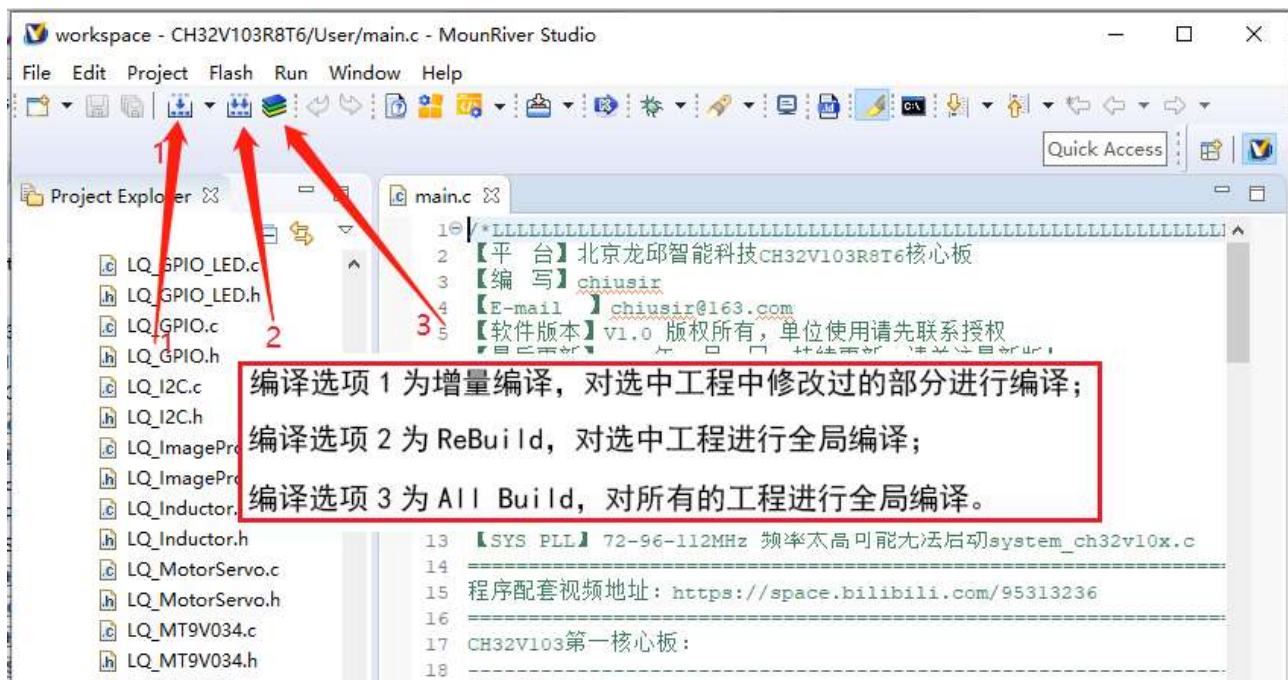 workspace - CH32V103R8T6/User/main.c - MounRiver Studio
File Edit Project Flash Run Window Help
1 2 3
Quick Access
Project Explorer
main.c
LQ_GPIO_LED.c
LQ_GPIO_LED.h
LQ_GPIO.c
LQ_GPIO.h
LQ_I2C.c
LQ_I2C.h
LQ_ImagePro
LQ_ImagePro
LQ_Inductor.
LQ_Inductor.h
LQ_MotorServo.c
LQ_MotorServo.h
LQ_MT9V034.c
LQ_MT9V034.h
2 【平 台】北京龙邱智能科技CH32V103R8T6核心板
3 【编 写】chiusir
4 【E-mail 】chiusir@163.com
5 【软件版本】V1.0 版权所有，单位使用请先联系授权
编译选项 1 为增量编译，对选中工程中修改过的部分进行编译；
编译选项 2 为 ReBuild，对选中工程进行全局编译；
编译选项 3 为 All Build，对所有的工程进行全局编译。
13 【SYS PLL】72-96-112MHz 频率太高可能无法启动system_ch32v10x.c
14 ================================================
15 程序配套视频地址：https://space.bilibili.com/95313236
16 ================================================
17 CH32V103第一核心板：
18 ------------------------------------------------